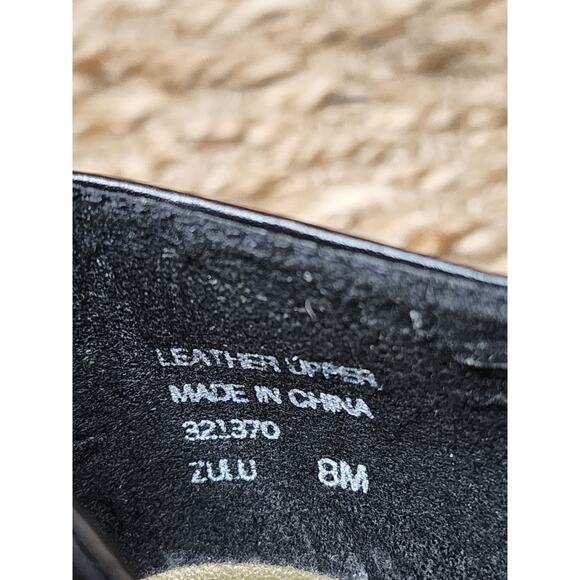 LEATHER UPPER
MADE IN CHINA
321370
ZULU 8M